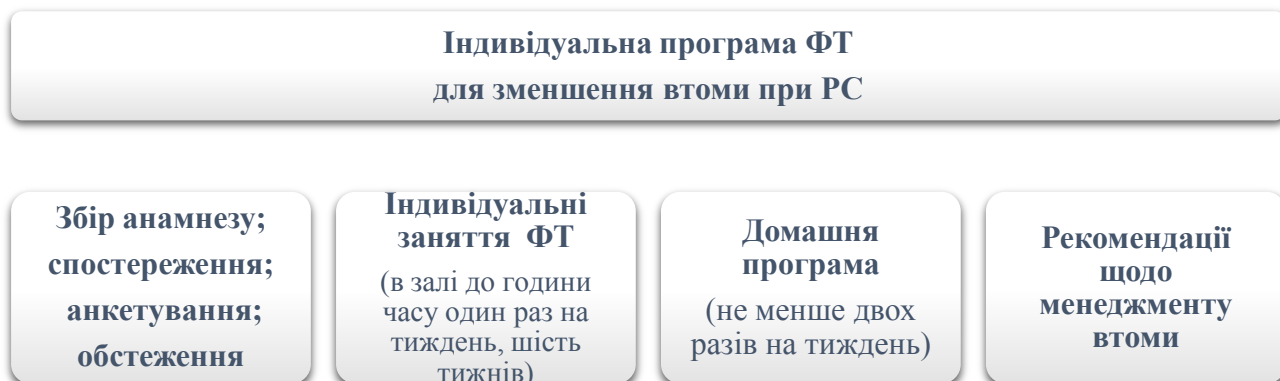 Індивідуальна програма ФТ
для зменшення втоми при РС
Збір анамнезу;
спостереження;
анкетування;
обстеження
Індивідуальні
заняття ФТ
(в залі до години
часу один раз на
тиждень, шість
тижнів)
Домашня
програма
(не менше двох
разів на тиждень)
Рекомендації
щодо
менеджменту
втоми